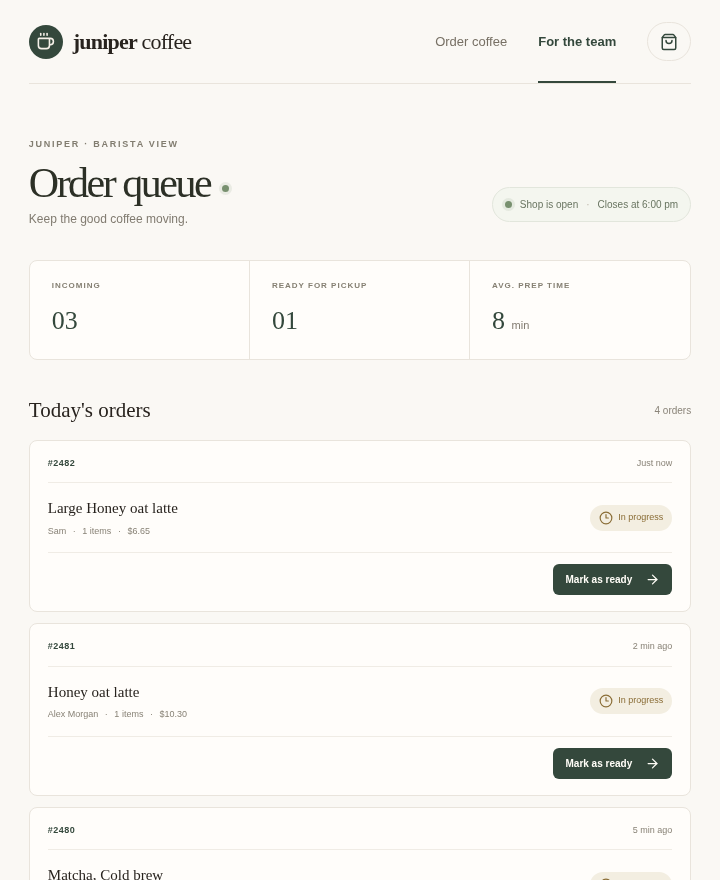 juniper coffee
Order coffee
For the team
JUNIPER · BARISTA VIEW
Order queue
Keep the good coffee moving.
Shop is open · Closes at 6:00 pm
INCOMING
03
READY FOR PICKUP
01
AVG. PREP TIME
8 min
Today's orders
4 orders
#2482
Just now
Large Honey oat latte
Sam · 1 items · $6.65
In progress
Mark as ready
#2481
2 min ago
Honey oat latte
Alex Morgan · 1 items · $10.30
In progress
Mark as ready
#2480
5 min ago
Matcha, Cold brew